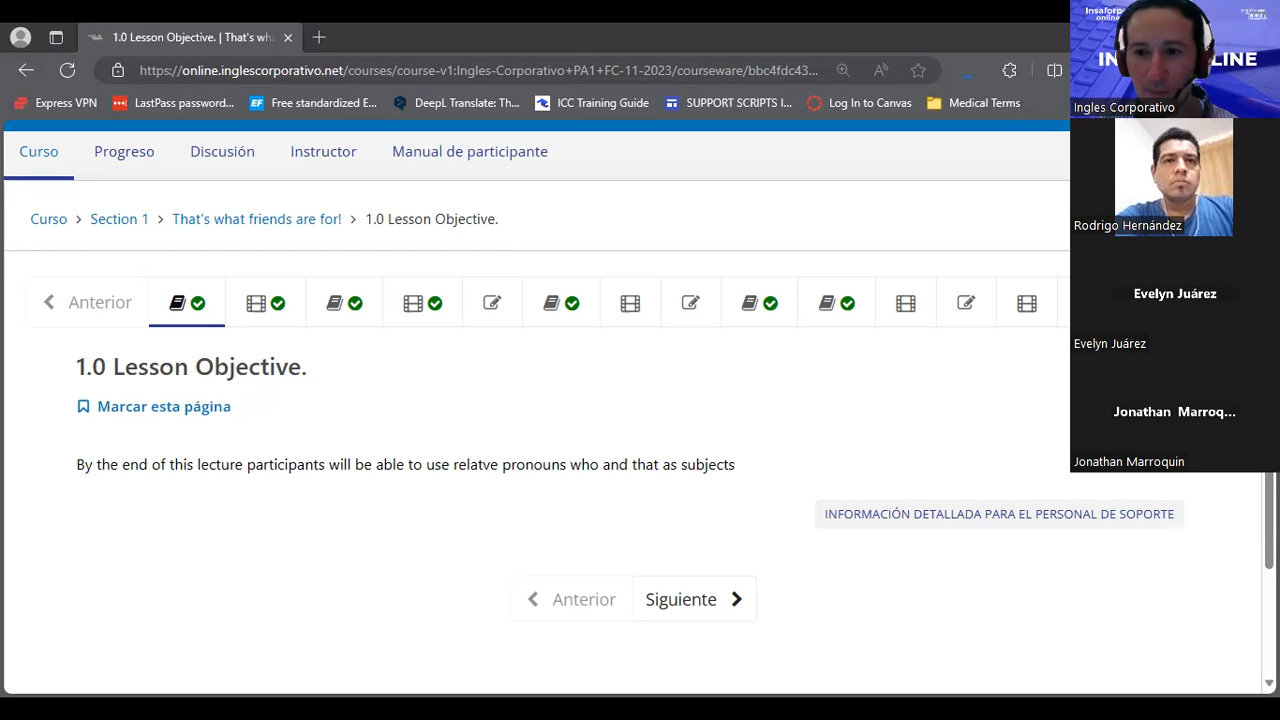 1.0 Lesson Objective. | That's wh
https://online.inglescorporativo.net/courses/course-v1:Ingles-Corporativo+PA1+FC-11-2023/courseware/bbc4fdc43...
Express VPN
LastPass password...
Free standardized E...
DeepL Translate: Th...
ICC Training Guide
SUPPORT SCRIPTS I...
Log In to Canvas
Medical Terms
Curso
Progreso
Discusión
Instructor
Manual de participante
Curso > Section 1 > That's what friends are for! > 1.0 Lesson Objective.
Anterior
1.0 Lesson Objective.
Marcar esta página
By the end of this lecture participants will be able to use relatve pronouns who and that as subjects
INFORMACIÓN DETALLADA PARA EL PERSONAL DE SOPORTE
Anterior
Siguiente
Insaforp
online
IN LINE
Ingles Corporativo
Rodrigo Hernández
Evelyn Juárez
Evelyn Juárez
Jonathan Marroq...
Jonathan Marroquin